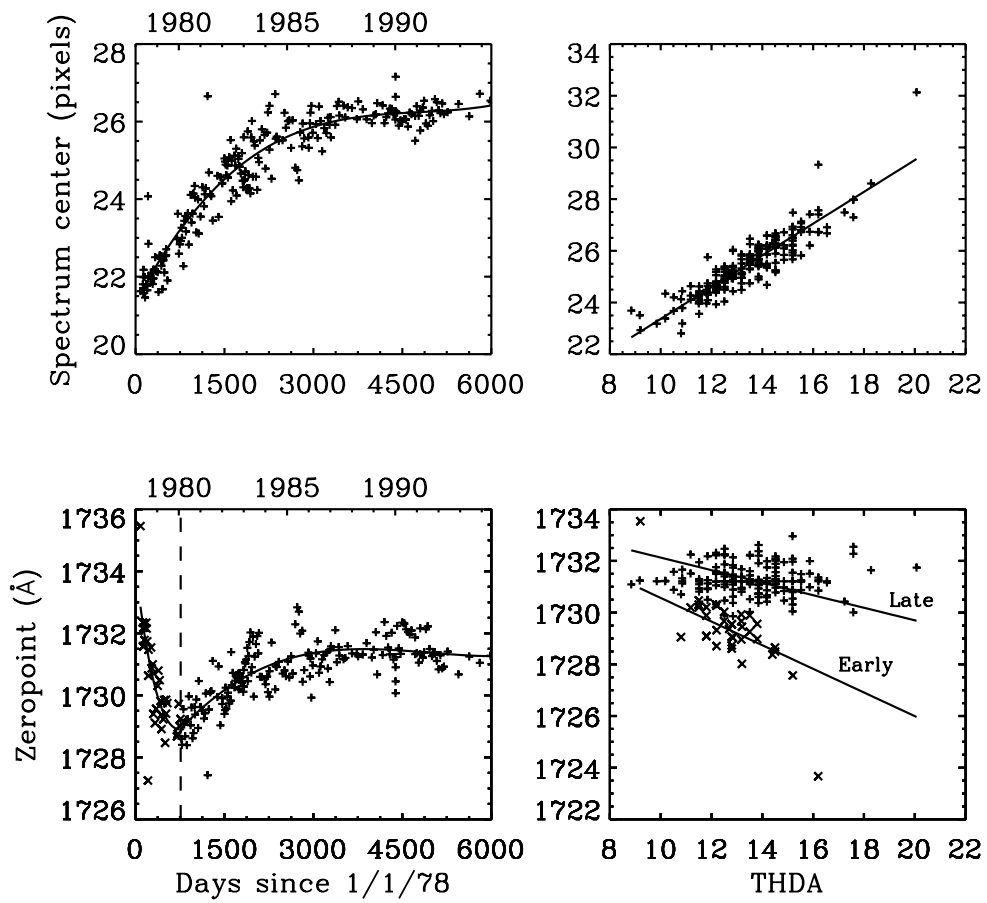 1980 1985 1990
28
26
24
22
20
Spectrum center (pixels)
0 1500 3000 4500 6000
34
32
30
28
26
24
22
8 10 12 14 16 18 20 22
1980 1985 1990
1736
1734
1732
1730
1728
1726
Zeropoint (Å)
0 1500 3000 4500 6000
Days since 1/1/78
1734
1732
1730
1728
1726
1724
1722
Late
Early
8 10 12 14 16 18 20 22
THDA